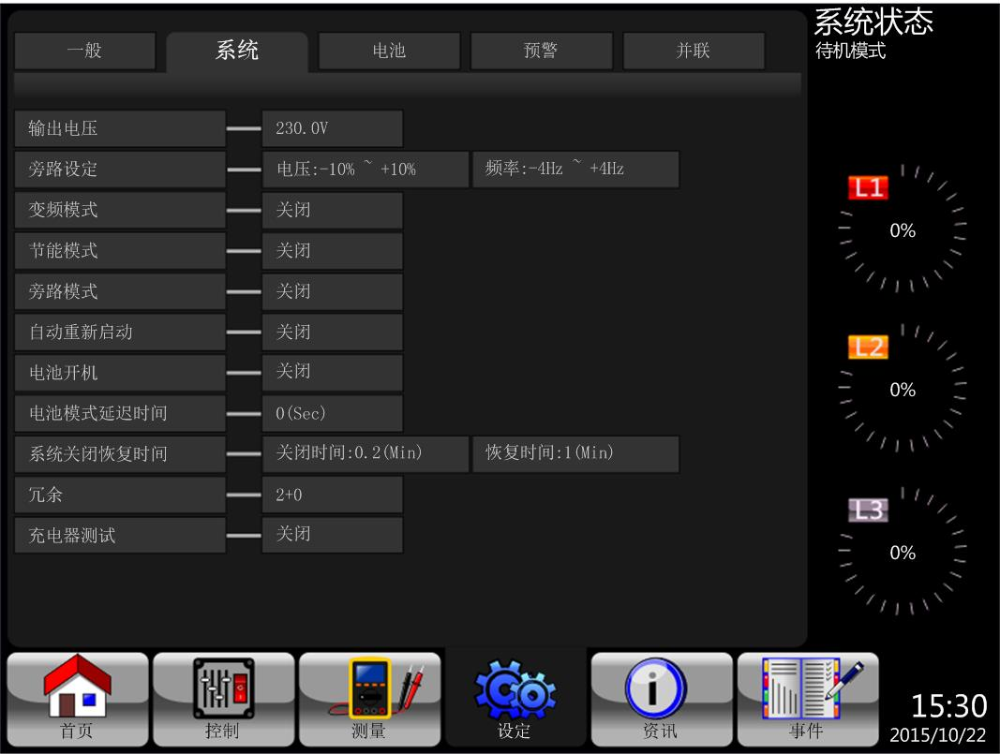 一般 系统 电池 预警 并联
系统状态
待机模式
输出电压 230.0V
旁路设定 电压:-10% ~ +10% 频率:-4Hz ~ +4Hz
变频模式 关闭
节能模式 关闭
旁路模式 关闭
自动重新启动 关闭
电池开机 关闭
电池模式延迟时间 0(Sec)
系统关闭恢复时间 关闭时间:0.2(Min) 恢复时间:1(Min)
冗余 2+0
充电器测试 关闭
L1
0%
L2
0%
L3
0%
首页 控制 测量 设定 资讯 事件
15:30
2015/10/22